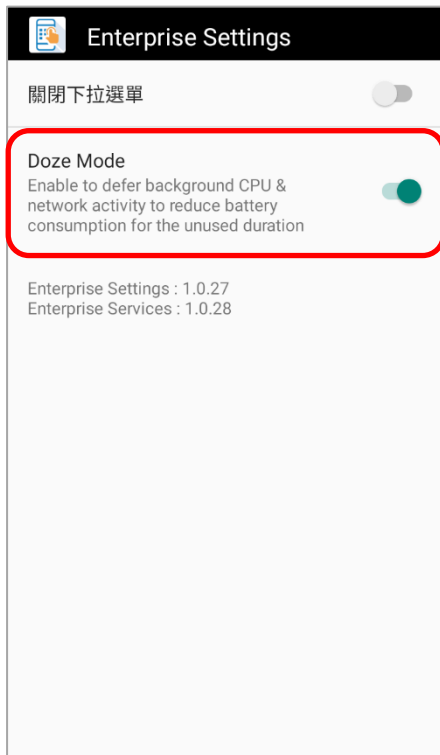 Enterprise Settings
關閉下拉選單
Doze Mode
Enable to defer background CPU &
network activity to reduce battery
consumption for the unused duration
Enterprise Settings : 1.0.27
Enterprise Services : 1.0.28